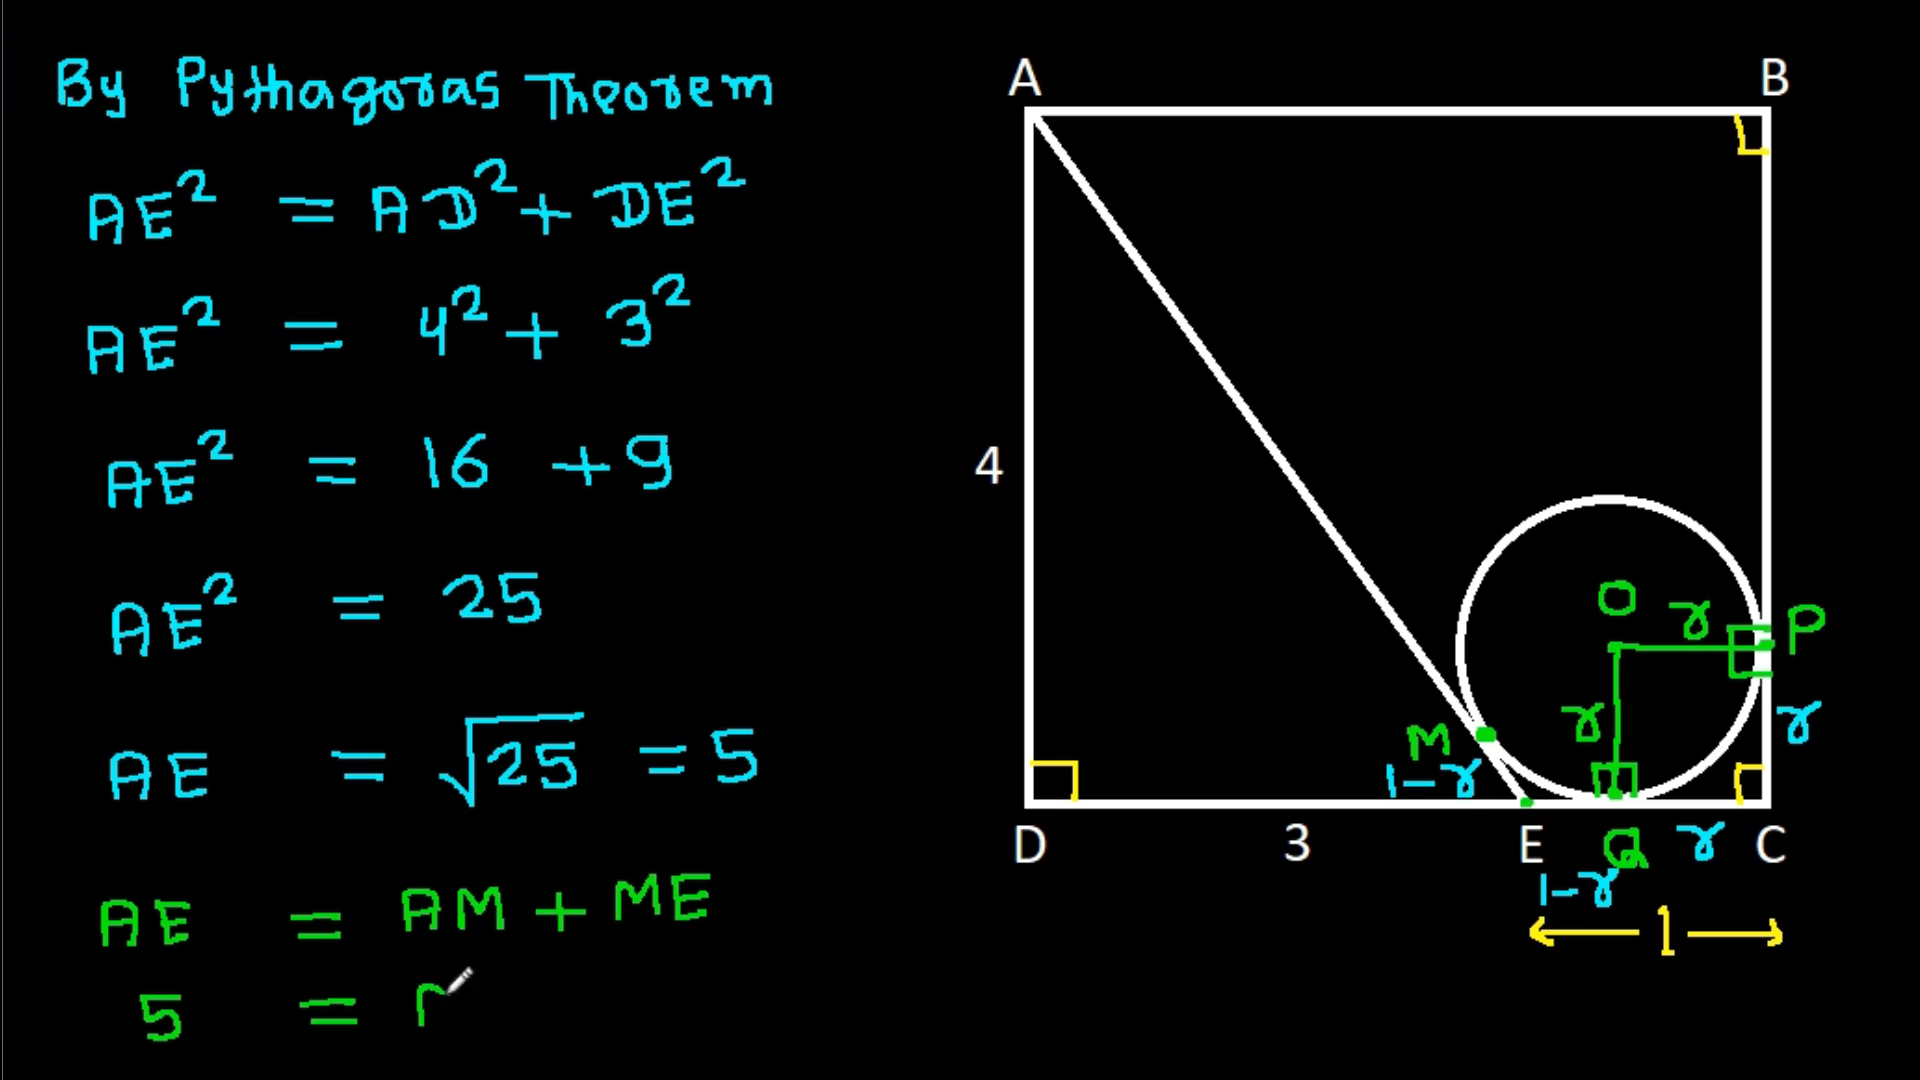 By Pythagoras Theorem
AE² = AD² + DE²
AE² = 4² + 3²
AE² = 16 + 9
AE² = 25
AE = √25 = 5
AE = AM + ME
5 =
A
B
4
O
r
P
r
r
M
1-r
D
3
E
Q
r
C
1-r
1